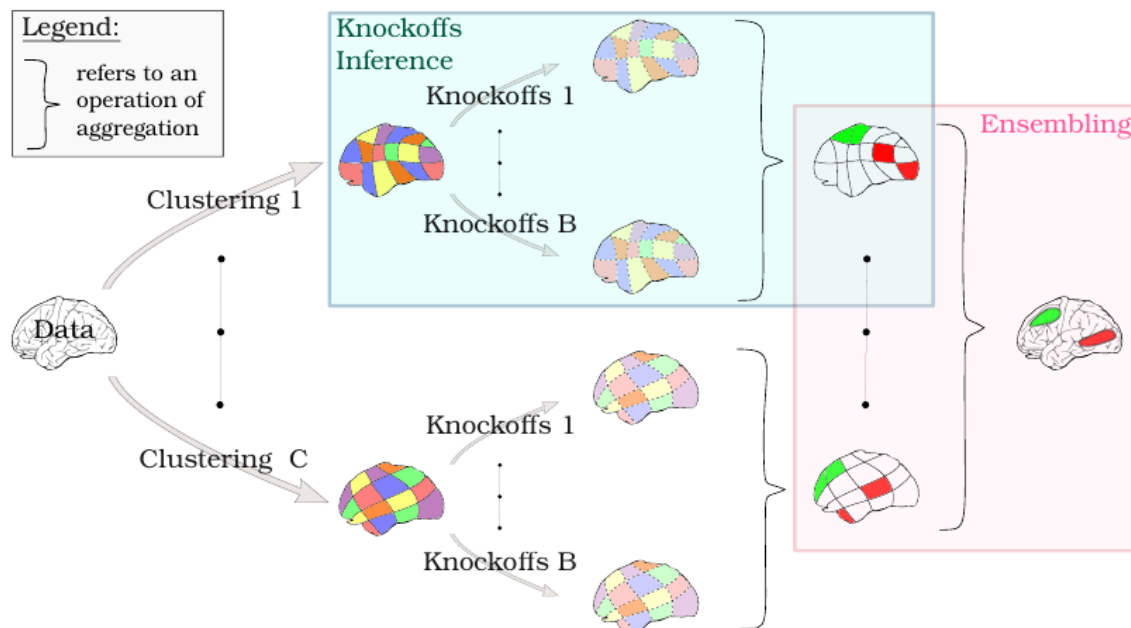 Legend:
refers to an
operation of
aggregation
Knockoffs
Inference
Knockoffs 1
Knockoffs B
Ensembling
Clustering 1
Data
Clustering C
Knockoffs 1
Knockoffs B